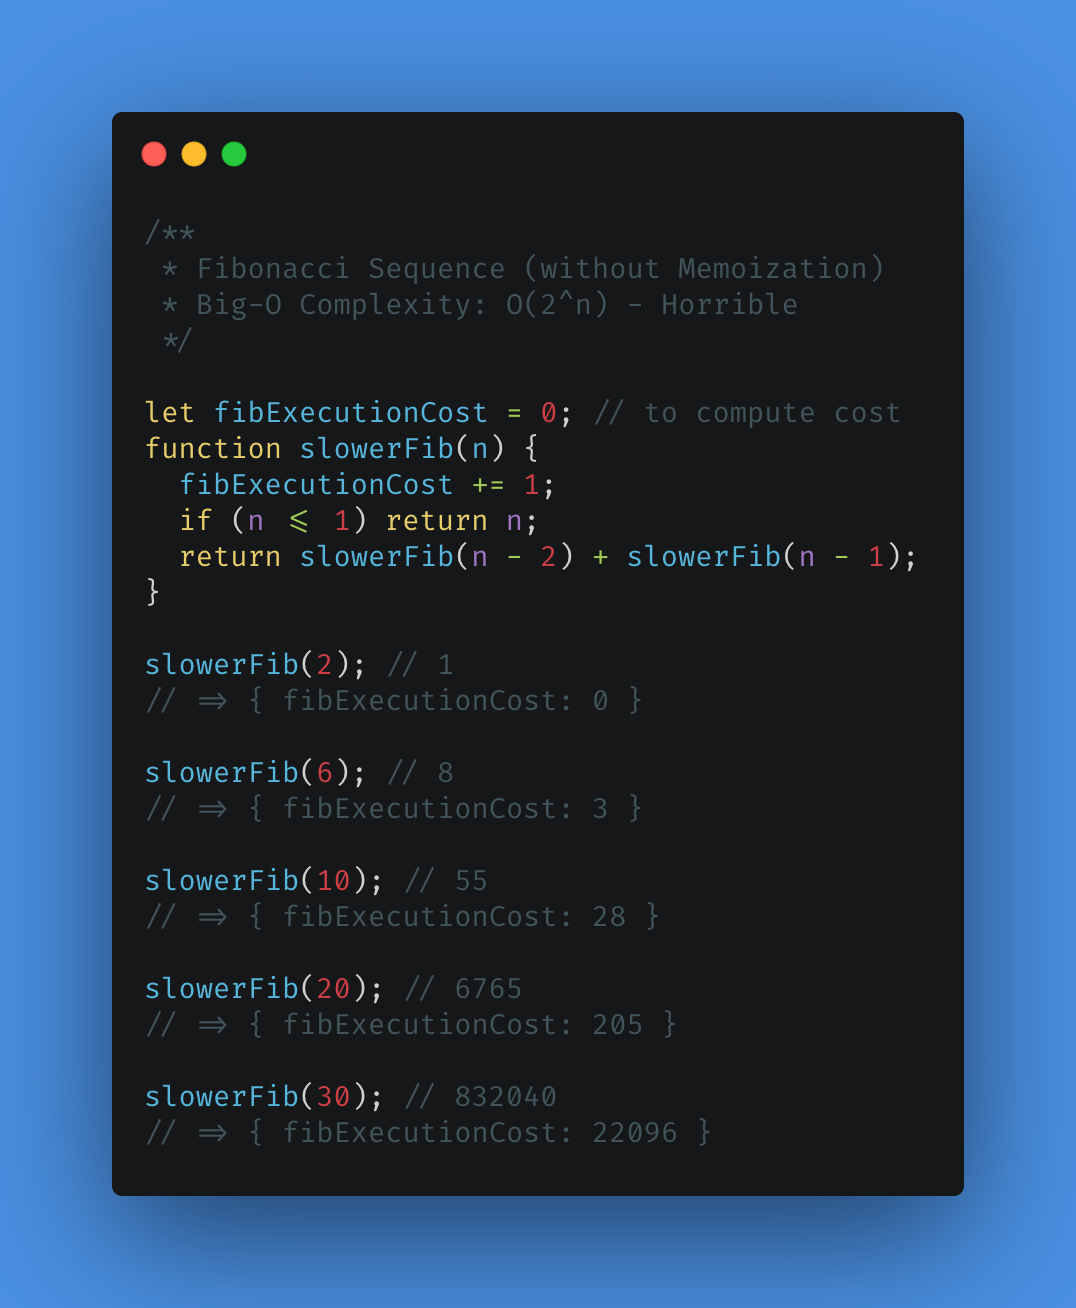 /**
 * Fibonacci Sequence (without Memoization)
 * Big-O Complexity: O(2^n) - Horrible
 */
let fibExecutionCost = 0; // to compute cost
function slowerFib(n) {
  fibExecutionCost += 1;
  if (n <= 1) return n;
  return slowerFib(n - 2) + slowerFib(n - 1);
}
slowerFib(2); // 1
// => { fibExecutionCost: 0 }
slowerFib(6); // 8
// => { fibExecutionCost: 3 }
slowerFib(10); // 55
// => { fibExecutionCost: 28 }
slowerFib(20); // 6765
// => { fibExecutionCost: 205 }
slowerFib(30); // 832040
// => { fibExecutionCost: 22096 }